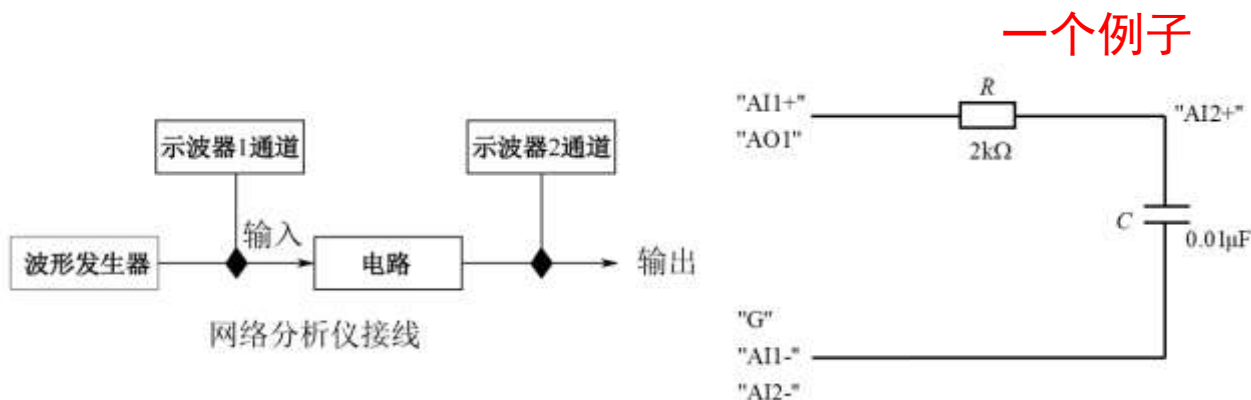 一个例子
示波器1通道
示波器2通道
波形发生器
输入
电路
输出
网络分析仪接线
"AI1+"
"AO1"
R
2kΩ
"AI2+"
C
0.01μF
"G"
"AI1-"
"AI2-"